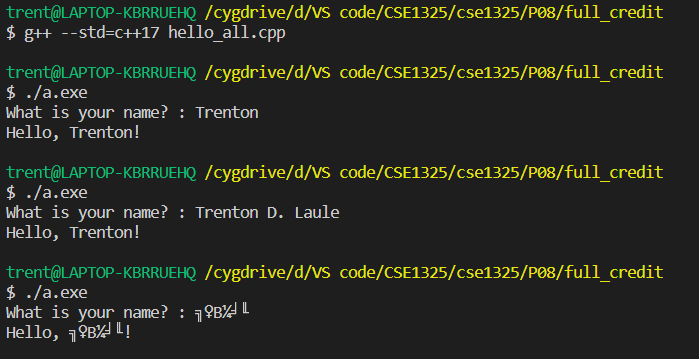 trent@LAPTOP-KBRRUEHQ /cygdrive/d/VS code/CSE1325/cse1325/P08/full_credit
$ g++ --std=c++17 hello_all.cpp
trent@LAPTOP-KBRRUEHQ /cygdrive/d/VS code/CSE1325/cse1325/P08/full_credit
$ ./a.exe
What is your name? : Trenton
Hello, Trenton!
trent@LAPTOP-KBRRUEHQ /cygdrive/d/VS code/CSE1325/cse1325/P08/full_credit
$ ./a.exe
What is your name? : Trenton D. Laule
Hello, Trenton!
trent@LAPTOP-KBRRUEHQ /cygdrive/d/VS code/CSE1325/cse1325/P08/full_credit
$ ./a.exe
What is your name? : ╗♀B¼╛╙
Hello, ╗♀B¼╛╙!